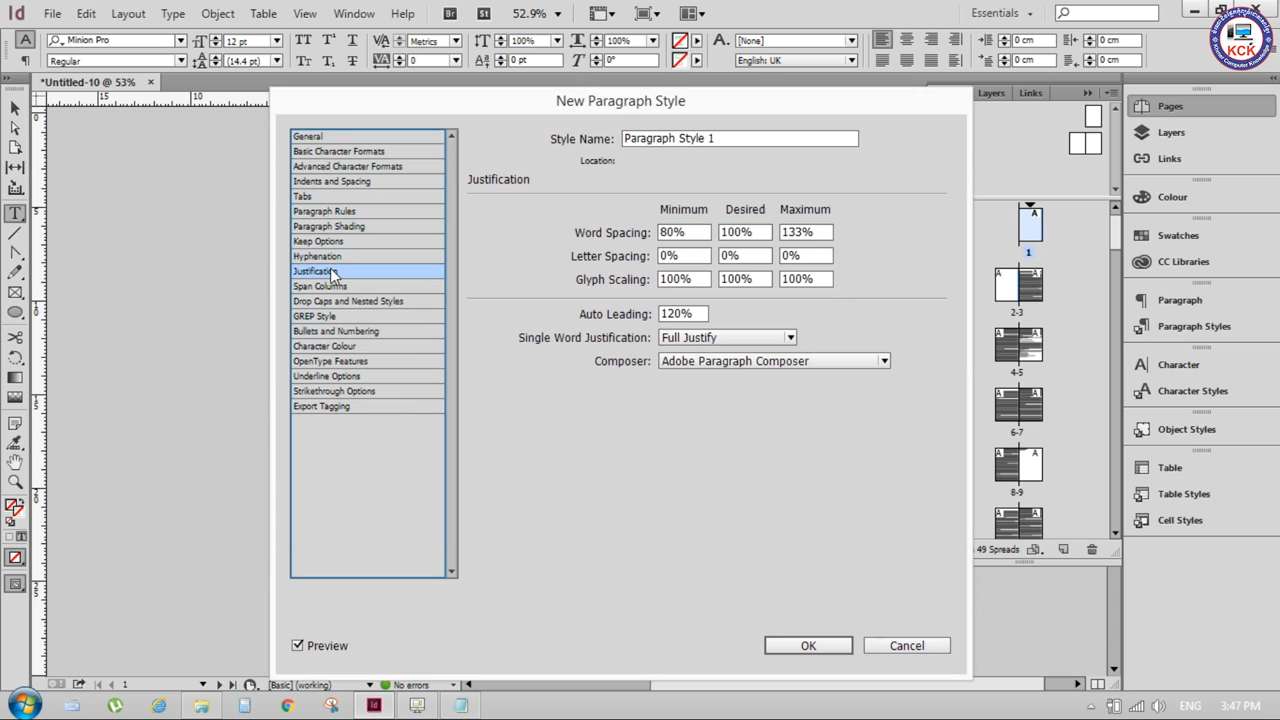 Id File Edit Layout Type Object Table View Window Help Br St 52.9% Essentials
A Minion Pro 12 pt TT T¹ T Metrics 100% 100% A. [None] 0 cm 0 cm
¶ Regular (14.4 pt) 0 0 pt 0° English: UK 0 cm 0 cm
KCK
*Untitled-10 @ 53% ×
15 10
Layers Links
New Paragraph Style
General
Basic Character Formats
Advanced Character Formats
Indents and Spacing
Tabs
Paragraph Rules
Paragraph Shading
Keep Options
Hyphenation
Justification
Span Columns
Drop Caps and Nested Styles
GREP Style
Bullets and Numbering
Character Colour
OpenType Features
Underline Options
Strikethrough Options
Export Tagging
Style Name: Paragraph Style 1
Location:
Justification
Minimum Desired Maximum
Word Spacing: 80% 100% 133%
Letter Spacing: 0% 0% 0%
Glyph Scaling: 100% 100% 100%
Auto Leading: 120%
Single Word Justification: Full Justify
Composer: Adobe Paragraph Composer
Preview
OK Cancel
1
2-3
4-5
6-7
8-9
49 Spreads
Pages
Layers
Links
Colour
Swatches
CC Libraries
Paragraph
Paragraph Styles
Character
Character Styles
Object Styles
Table
Table Styles
Cell Styles
1 [Basic] (working) No errors
ENG 3:47 PM